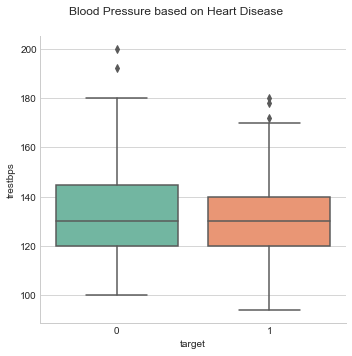 Blood Pressure based on Heart Disease
200
180
160
140
120
100
trestbps
0 1
target